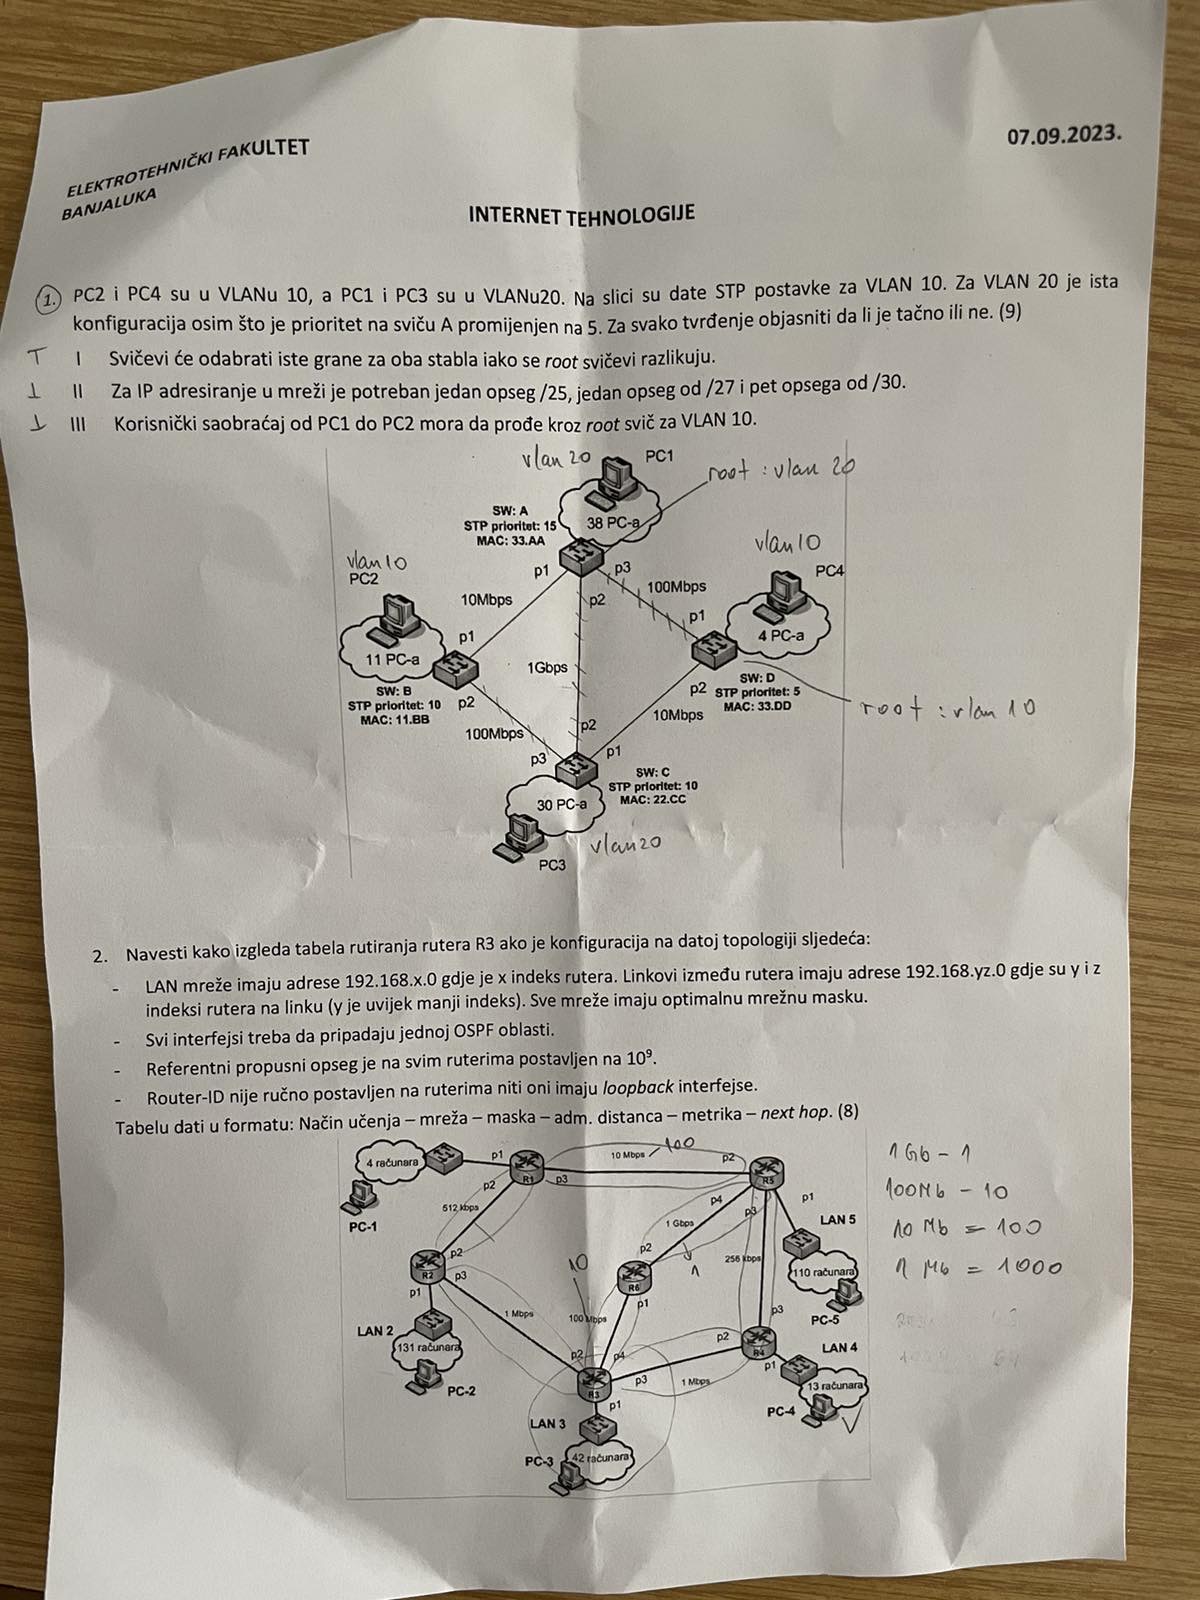 ELEKTROTEHNIČKI FAKULTET
BANJALUKA
07.09.2023.
INTERNET TEHNOLOGIJE
1. PC2 i PC4 su u VLANu 10, a PC1 i PC3 su u VLANu20. Na slici su date STP postavke za VLAN 10. Za VLAN 20 je ista
konfiguracija osim što je prioritet na sviču A promijenjen na 5. Za svako tvrđenje objasniti da li je tačno ili ne. (9)
T I Svičevi će odabrati iste grane za oba stabla iako se root svičevi razlikuju.
⊥ II Za IP adresiranje u mreži je potreban jedan opseg /25, jedan opseg od /27 i pet opsega od /30.
⊥ III Korisnički saobraćaj od PC1 do PC2 mora da prođe kroz root svič za VLAN 10.
vlan 20
PC1
root : vlan 20
SW: A
STP prioritet: 15
MAC: 33.AA
38 PC-a
vlan 10
PC2
p1
p3
vlan10
PC4
10Mbps
p2
100Mbps
p1
p1
4 PC-a
11 PC-a
1Gbps
SW: B
STP prioritet: 10
MAC: 11.BB
p2
p2
SW: D
STP prioritet: 5
MAC: 33.DD
root : vlan 10
10Mbps
100Mbps
p2
p3
p1
SW: C
STP prioritet: 10
MAC: 22.CC
30 PC-a
PC3
vlan20
2. Navesti kako izgleda tabela rutiranja rutera R3 ako je konfiguracija na datoj topologiji sljedeća:
- LAN mreže imaju adrese 192.168.x.0 gdje je x indeks rutera. Linkovi između rutera imaju adrese 192.168.yz.0 gdje su y i z
indeksi rutera na linku (y je uvijek manji indeks). Sve mreže imaju optimalnu mrežnu masku.
- Svi interfejsi treba da pripadaju jednoj OSPF oblasti.
- Referentni propusni opseg je na svim ruterima postavljen na 10⁹.
- Router-ID nije ručno postavljen na ruterima niti oni imaju loopback interfejse.
Tabelu dati u formatu: Način učenja – mreža – maska – adm. distanca – metrika – next hop. (8)
4 računara
p1
R1
10 Mbps
100
p2
R5
1 Gb - 1
p2
p3
PC-1
512 kbps
p4
p3
p1
100Mb - 10
1 Gbps
LAN 5
10 Mb = 100
p2
R2
p3
p2
10
1
256 kbps
110 računara
1 Mb = 1000
p1
R6
p1
1 Mbps
100 Mbps
PC-5
p3
LAN 2
131 računara
p2
R4
LAN 4
p2
p4
p1
13 računara
PC-2
R3
p3
1 Mbps
p1
PC-4
LAN 3
PC-3
42 računara